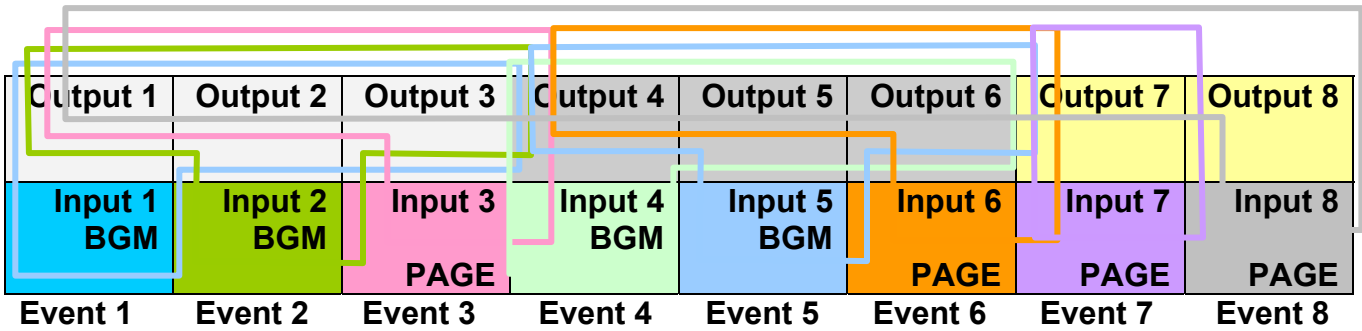 Output 1 Output 2 Output 3 Output 4 Output 5 Output 6 Output 7 Output 8
Input 1 Input 2 Input 3 Input 4 Input 5 Input 6 Input 7 Input 8
BGM BGM BGM BGM
PAGE PAGE PAGE PAGE
Event 1 Event 2 Event 3 Event 4 Event 5 Event 6 Event 7 Event 8